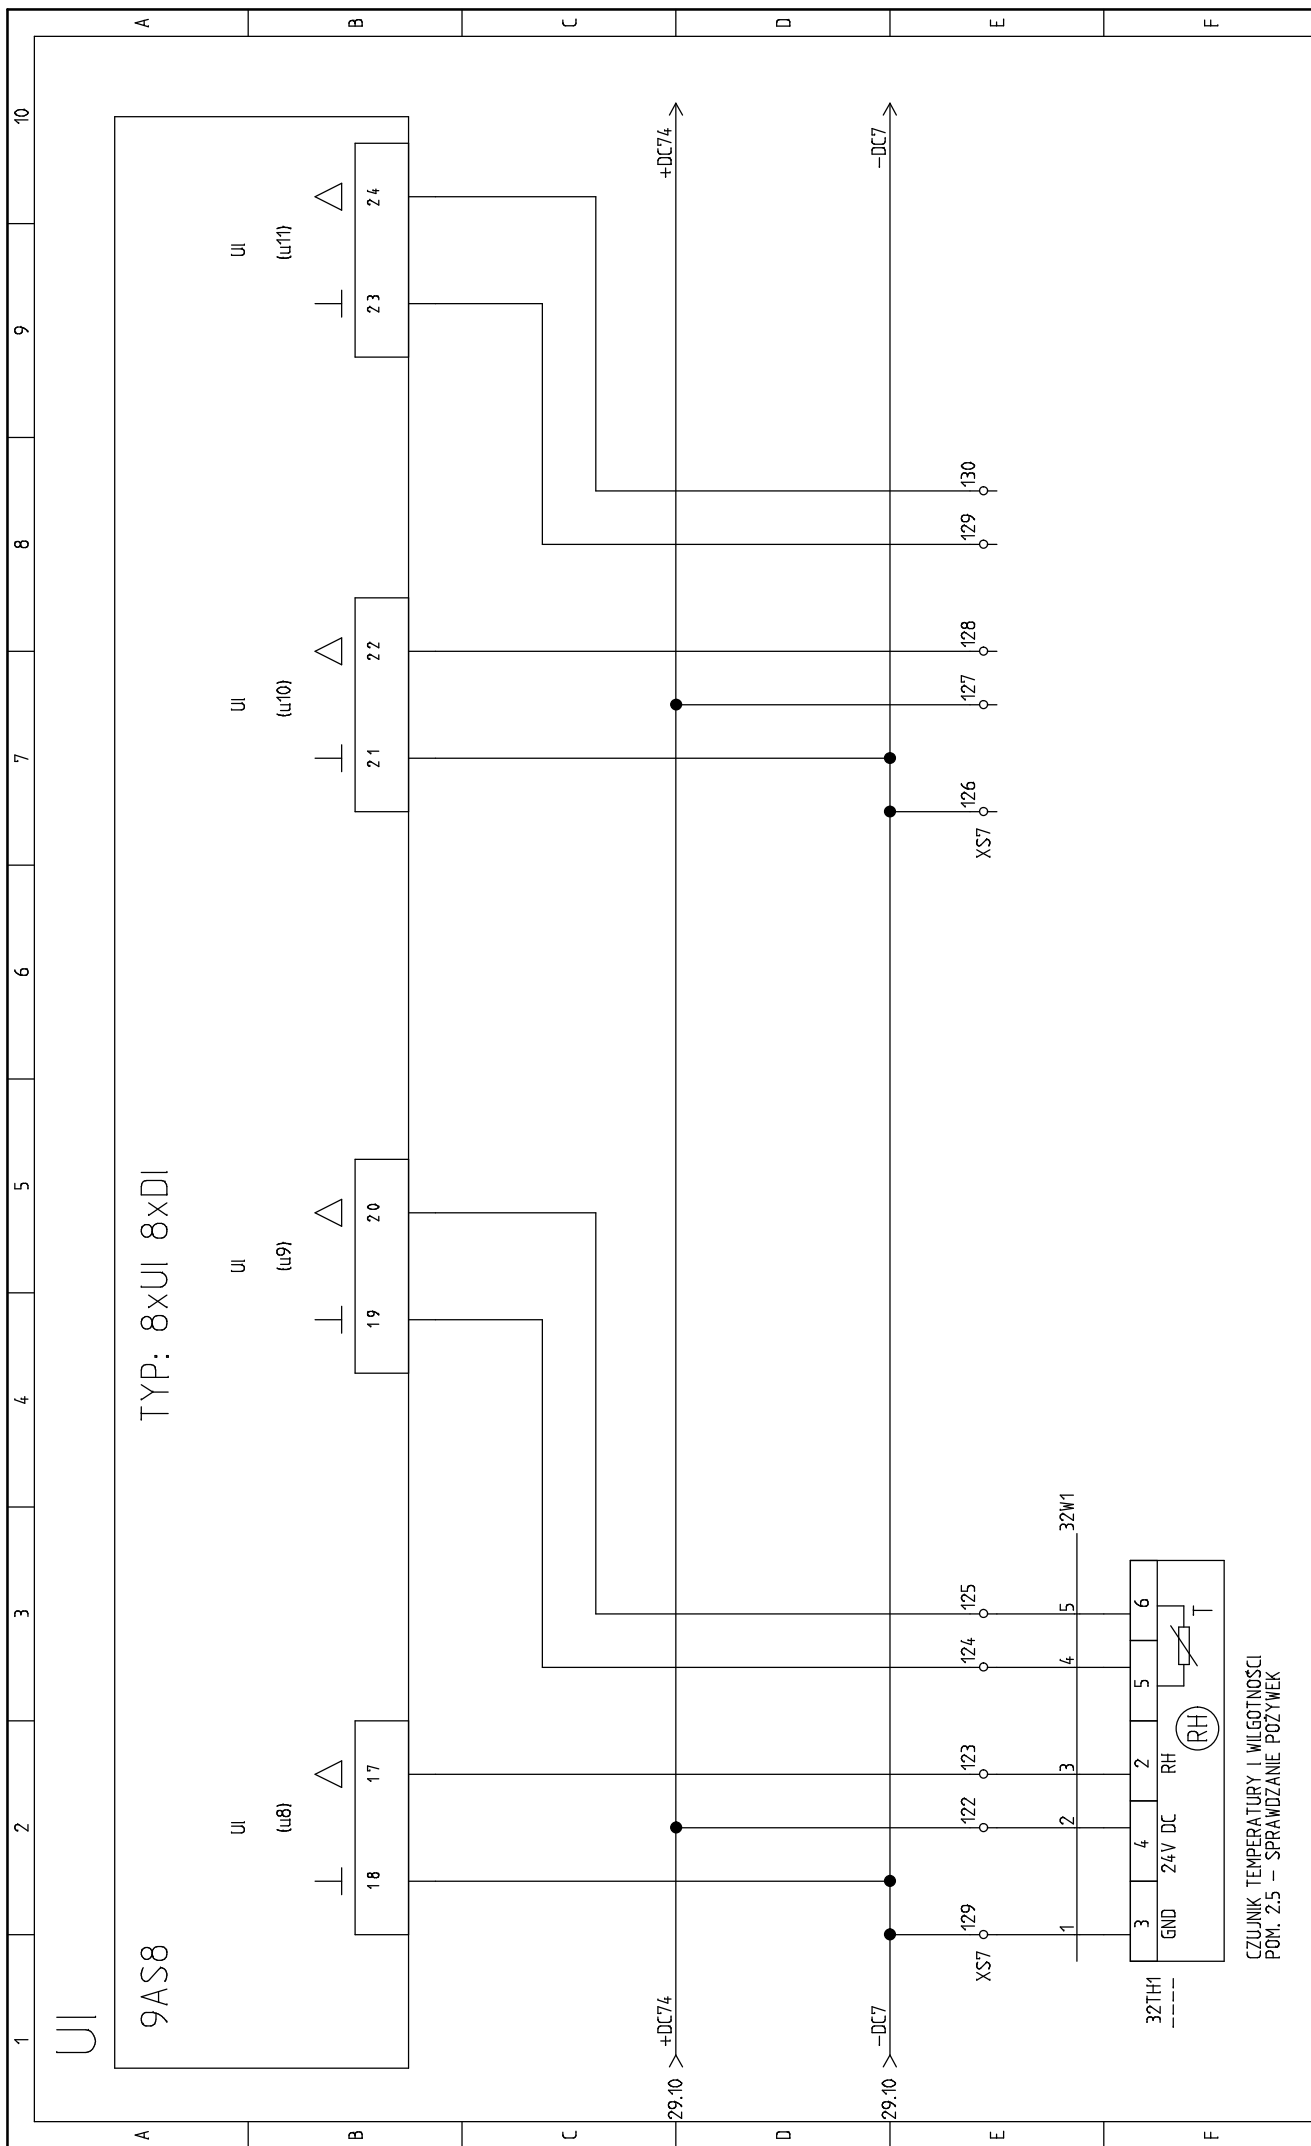 1 2 3 4 5 6 7 8 9 10
A
A
B
B
C
C
D
D
E
E
F
F
UI
9AS8
TYP: 8xUI 8xDI
UI
(u8)
18 17
UI
(u9)
19 20
UI
(u10)
21 22
UI
(u11)
23 24
29.10 +DC74 +DC74
29.10 -DC7 -DC7
XS7 129 122 123 124 125
XS7 126 127 128 129 130
1 2 3 4 5 32W1
32TH1
3 4 2 5 6
GND 24V DC RH
RH
T
CZUJNIK TEMPERATURY I WILGOTNOŚCI
POM. 2.5 - SPRAWDZANIE POŻYWEK